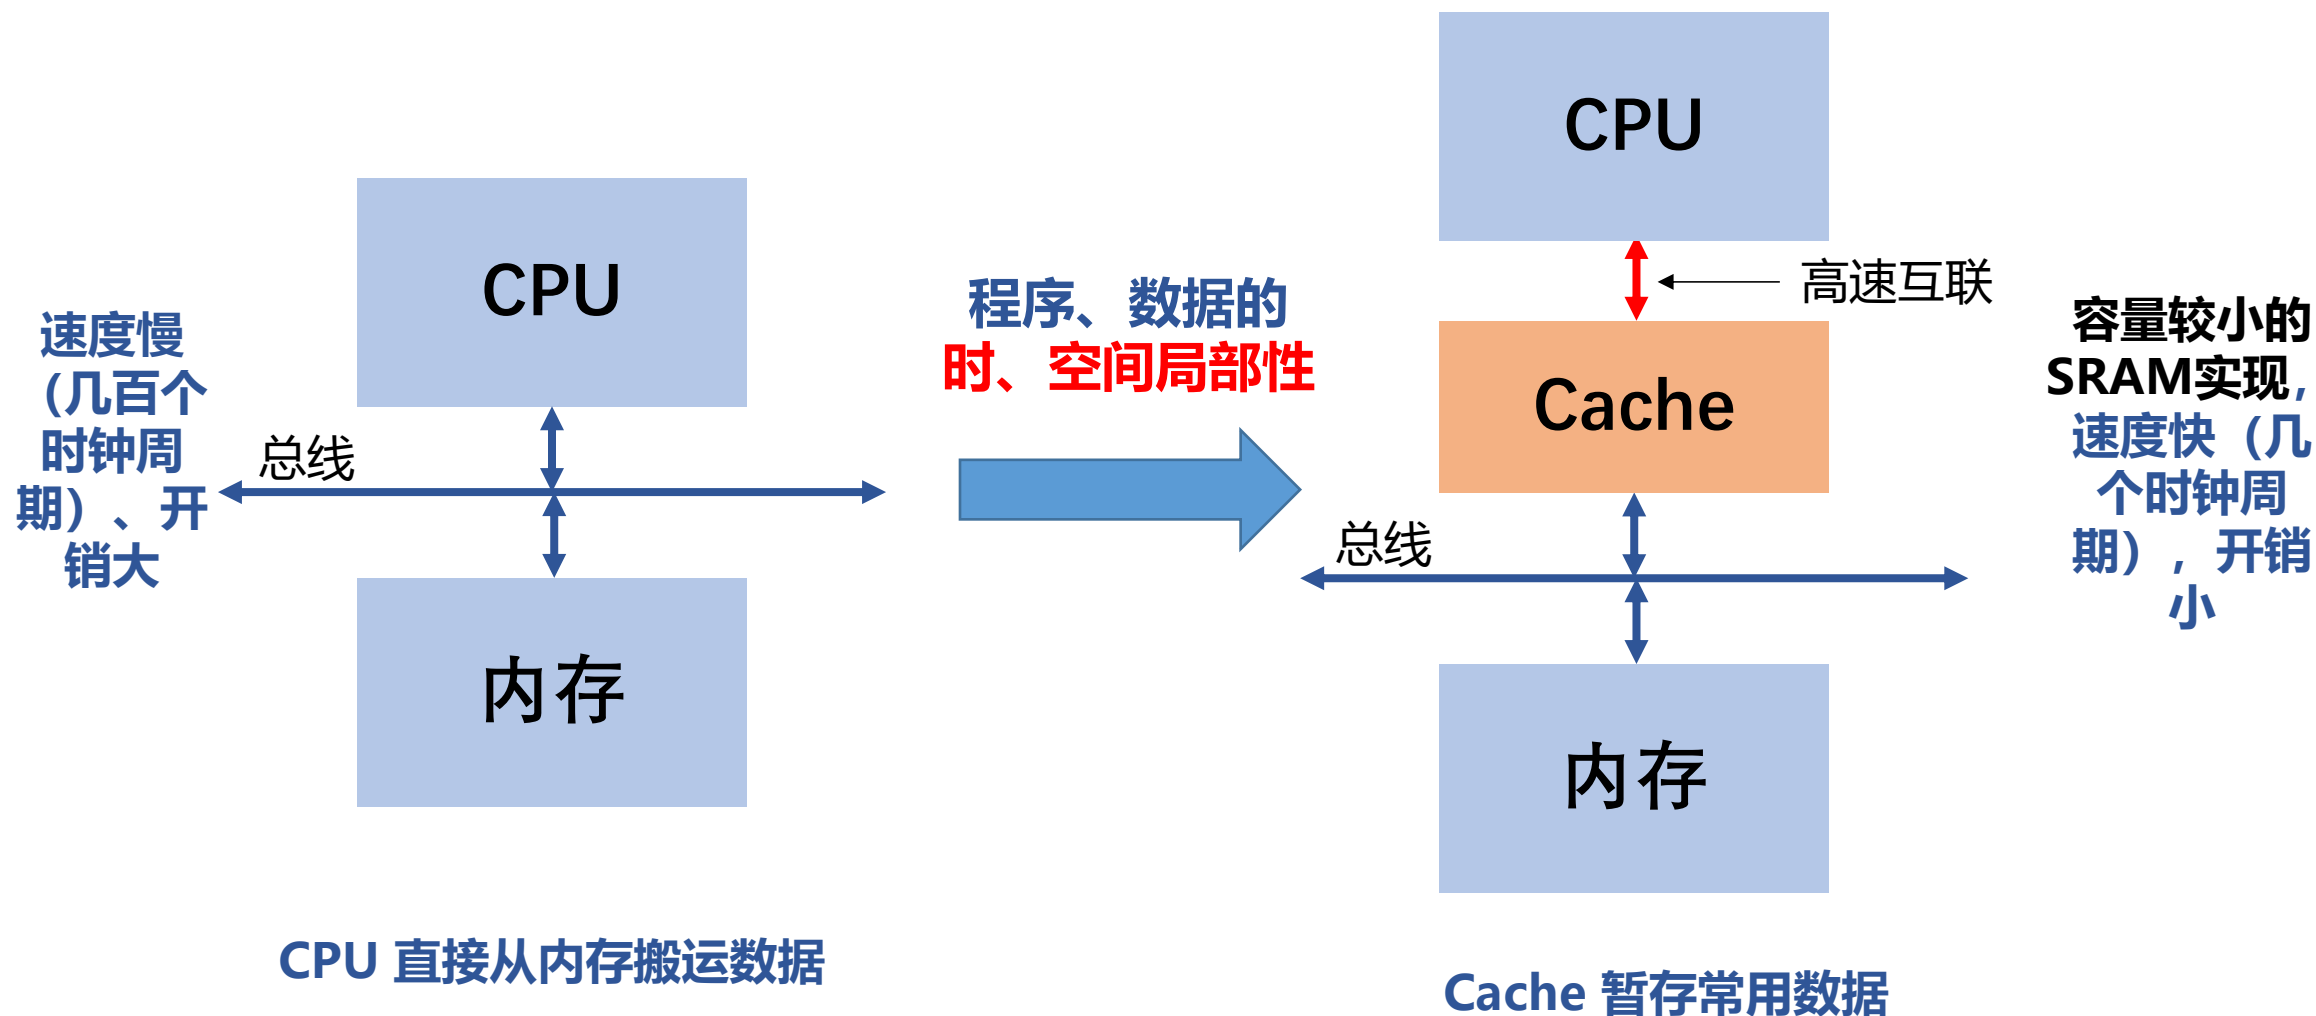 CPU
速度慢
（几百个
时钟周
期）、开
销大
总线
内存
CPU 直接从内存搬运数据
程序、数据的
时、空间局部性
CPU
高速互联
Cache
总线
内存
容量较小的
SRAM实现，
速度快（几
个时钟周
期），开销
小
Cache 暂存常用数据